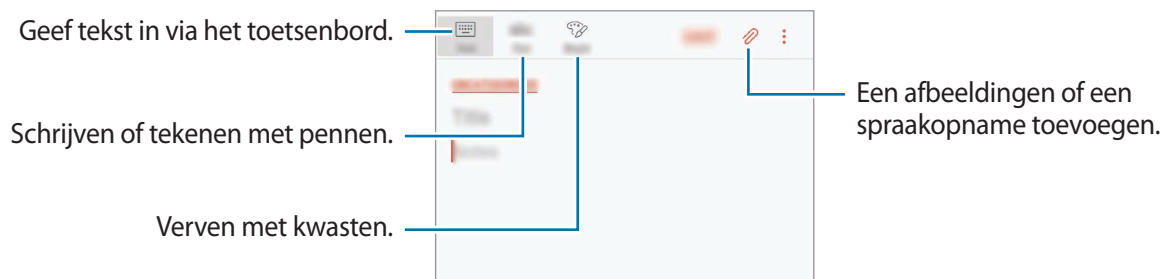 Geef tekst in via het toetsenbord.
Een afbeeldingen of een
spraakopname toevoegen.
Title
Schrijven of tekenen met pennen.
Verven met kwasten.